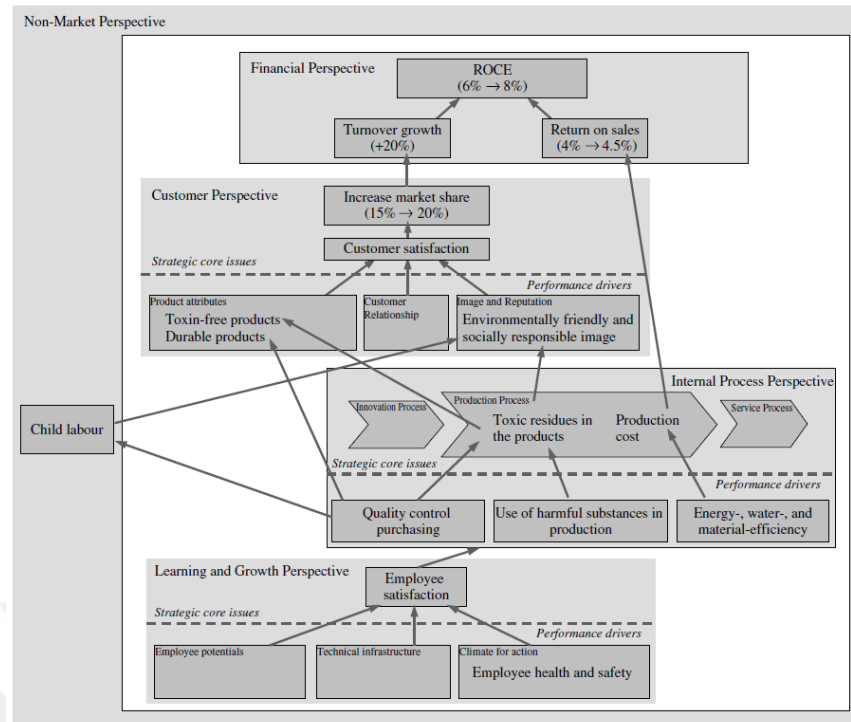 Non-Market Perspective
Financial Perspective
ROCE
(6% → 8%)
Turnover growth
(+20%)
Return on sales
(4% → 4.5%)
Customer Perspective
Increase market share
(15% → 20%)
Customer satisfaction
Strategic core issues
Performance drivers
Product attributes
Toxin-free products
Durable products
Customer
Relationship
Image and Reputation
Environmentally friendly and
socially responsible image
Internal Process Perspective
Child labour
Innovation Process
Production Process
Toxic residues in
the products
Production
cost
Service Process
Strategic core issues
Performance drivers
Quality control
purchasing
Use of harmful substances in
production
Energy-, water-, and
material-efficiency
Learning and Growth Perspective
Employee
satisfaction
Strategic core issues
Performance drivers
Employee potentials
Technical infrastructure
Climate for action
Employee health and safety